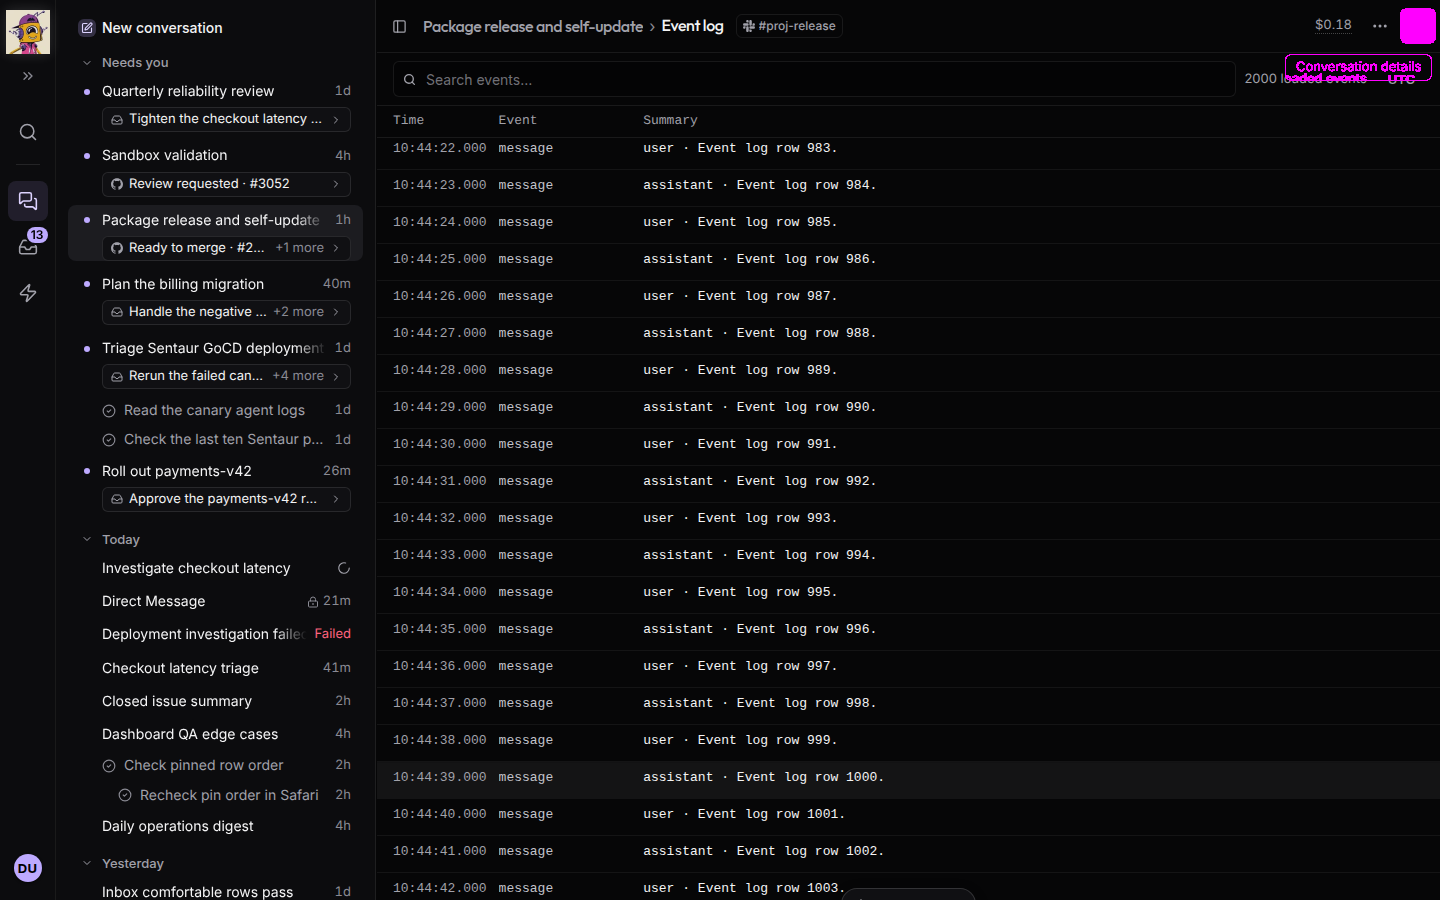 New conversation
Needs you
Quarterly reliability review 1d
Tighten the checkout latency ...
Sandbox validation 4h
Review requested · #3052
Package release and self-update 1h
Ready to merge · #2... +1 more
Plan the billing migration 40m
Handle the negative ... +2 more
Triage Sentaur GoCD deployment 1d
Rerun the failed can... +4 more
Read the canary agent logs 1d
Check the last ten Sentaur p... 1d
Roll out payments-v42 26m
Approve the payments-v42 r...
Today
Investigate checkout latency
Direct Message 21m
Deployment investigation failed Failed
Checkout latency triage 41m
Closed issue summary 2h
Dashboard QA edge cases 4h
Check pinned row order 2h
Recheck pin order in Safari 2h
Daily operations digest 4h
Yesterday
Inbox comfortable rows pass 1d
13
DU
Package release and self-update › Event log #proj-release $0.18
Conversation details
Search events... 2000 loaded events UTC
Time Event Summary
10:44:22.000 message user · Event log row 983.
10:44:23.000 message assistant · Event log row 984.
10:44:24.000 message user · Event log row 985.
10:44:25.000 message assistant · Event log row 986.
10:44:26.000 message user · Event log row 987.
10:44:27.000 message assistant · Event log row 988.
10:44:28.000 message user · Event log row 989.
10:44:29.000 message assistant · Event log row 990.
10:44:30.000 message user · Event log row 991.
10:44:31.000 message assistant · Event log row 992.
10:44:32.000 message user · Event log row 993.
10:44:33.000 message assistant · Event log row 994.
10:44:34.000 message user · Event log row 995.
10:44:35.000 message assistant · Event log row 996.
10:44:36.000 message user · Event log row 997.
10:44:37.000 message assistant · Event log row 998.
10:44:38.000 message user · Event log row 999.
10:44:39.000 message assistant · Event log row 1000.
10:44:40.000 message user · Event log row 1001.
10:44:41.000 message assistant · Event log row 1002.
10:44:42.000 message user · Event log row 1003.